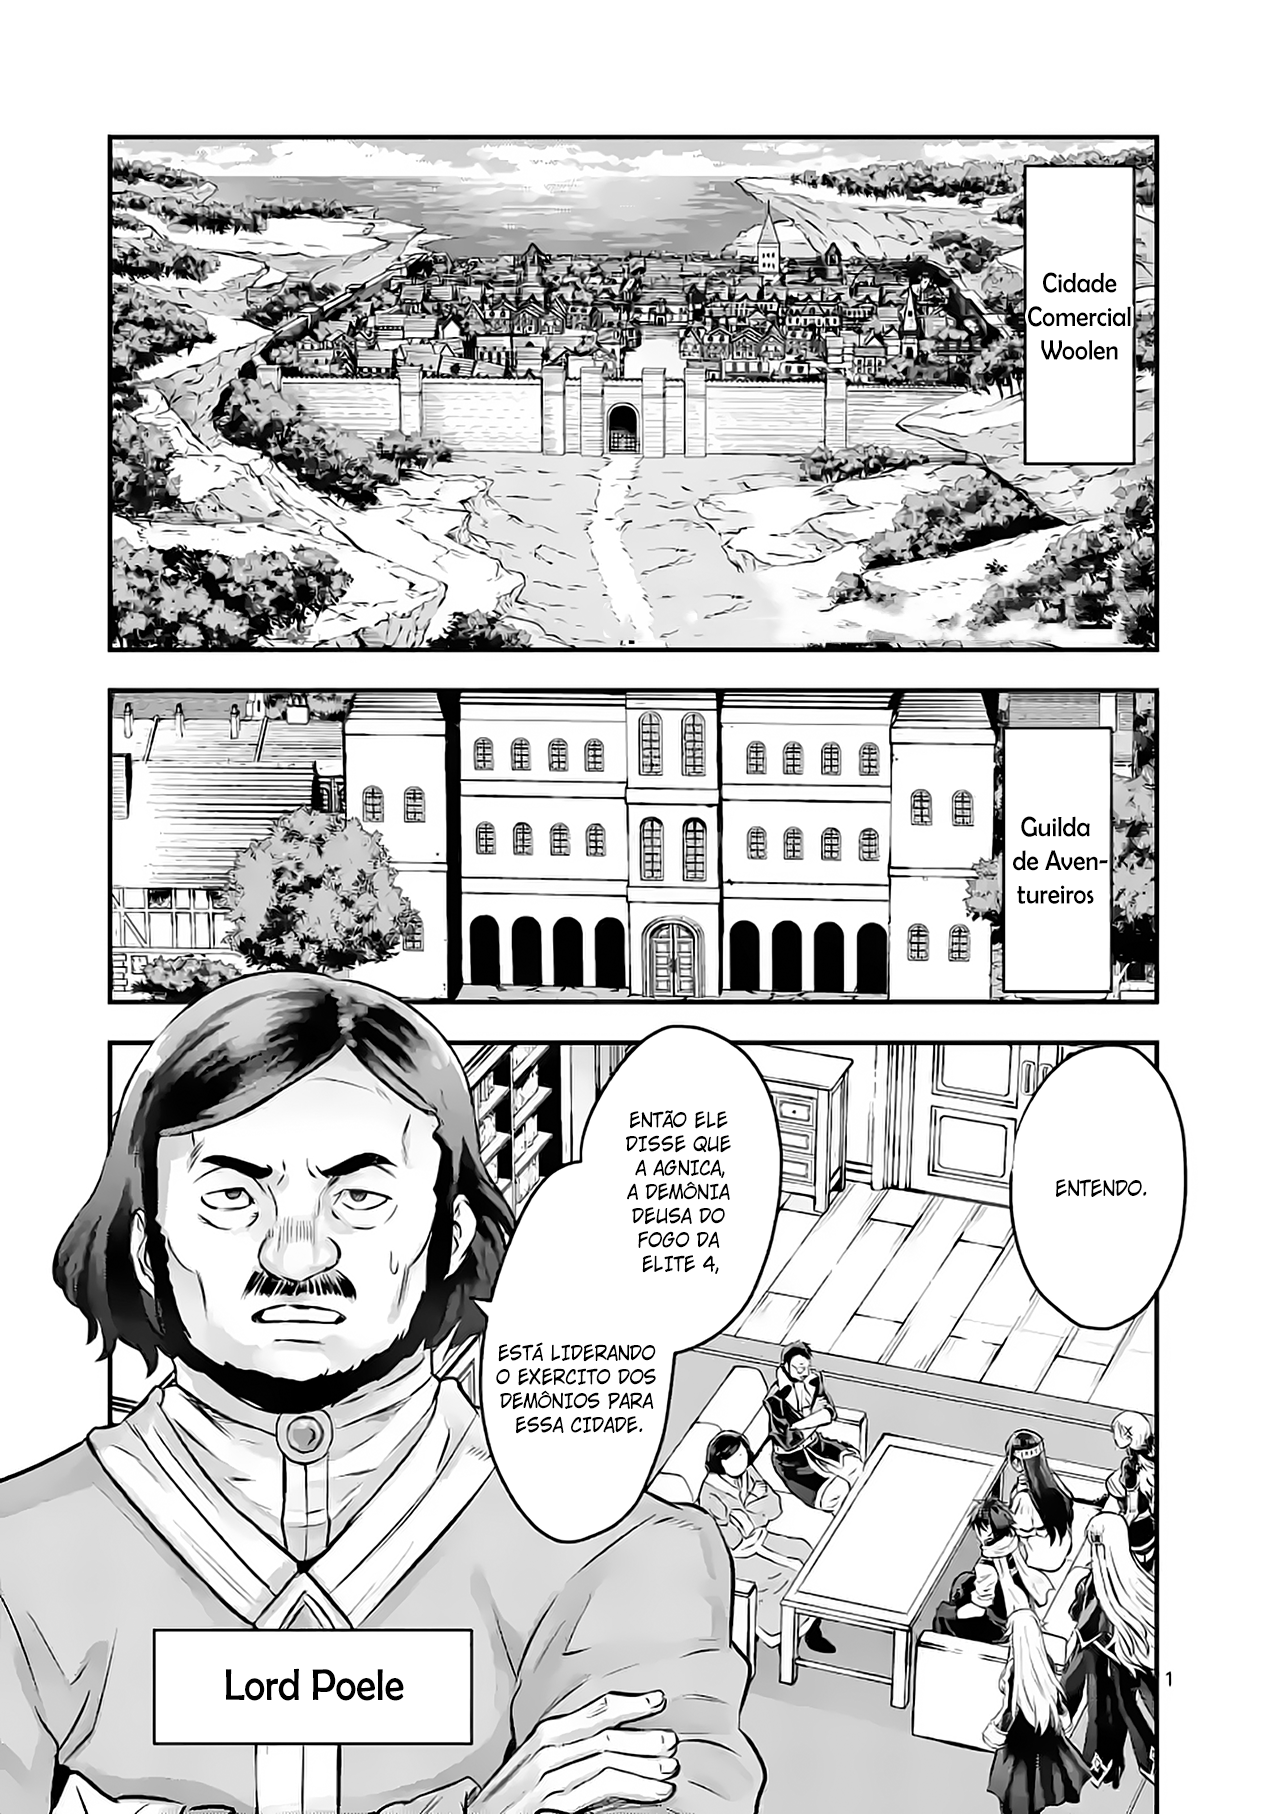 Cidade
Comercial
Woolen
Guilda
de Aven-
tureiros
ENTENDO.
ENTÃO ELE
DISSE QUE
A AGNICA,
A DEMÔNIA
DEUSA DO
FOGO DA
ELITE 4,
ESTÁ LIDERANDO
O EXERCITO DOS
DEMÔNIOS PARA
ESSA CIDADE.
Lord Poele
1